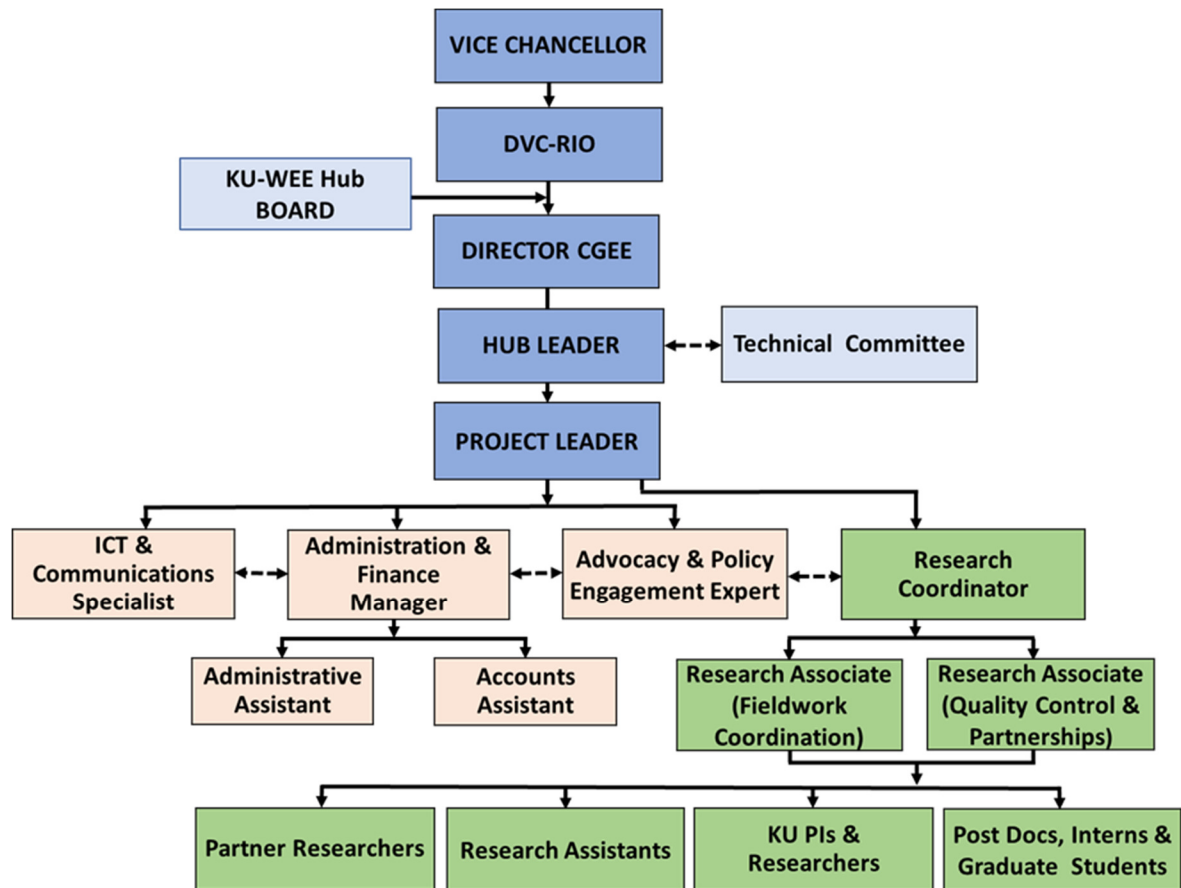 VICE CHANCELLOR
DVC-RIO
KU-WEE Hub
BOARD
DIRECTOR CGEE
HUB LEADER
Technical Committee
PROJECT LEADER
ICT &
Communications
Specialist
Administration &
Finance
Manager
Advocacy & Policy
Engagement Expert
Research
Coordinator
Administrative
Assistant
Accounts
Assistant
Research Associate
(Fieldwork
Coordination)
Research Associate
(Quality Control &
Partnerships)
Partner Researchers
Research Assistants
KU PIs &
Researchers
Post Docs, Interns &
Graduate Students